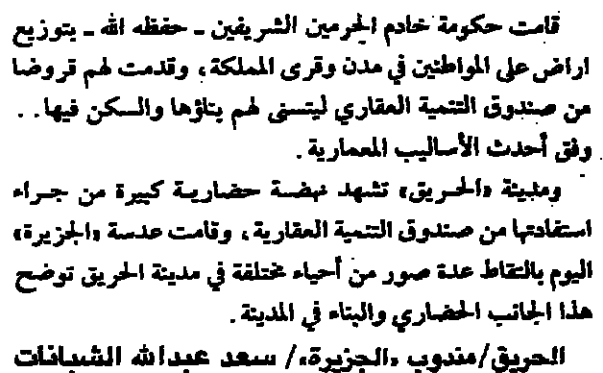 قامت حكومة خادم الحرمين الشريفين - حفظه الله - بتوزيع
اراض على المواطنين في مدن وقرى المملكة، وقدمت لهم قروضا
من صندوق التنمية العقاري ليتسنى لهم بناؤها والسكن فيها . .
وفق أحدث الأساليب المعمارية .
ومدينة «الحريق» تشهد نهضة حضارية كبيرة من جراء
استفادتها من صندوق التنمية العقارية، وقامت عدسة «الجزيرة»
اليوم بالتقاط عدة صور من أحياء مختلفة في مدينة الحريق توضح
هذا الجانب الحضاري والبناء في المدينة .
الحريق/مندوب «الجزيرة»/ سعد عبدالله الشبانات